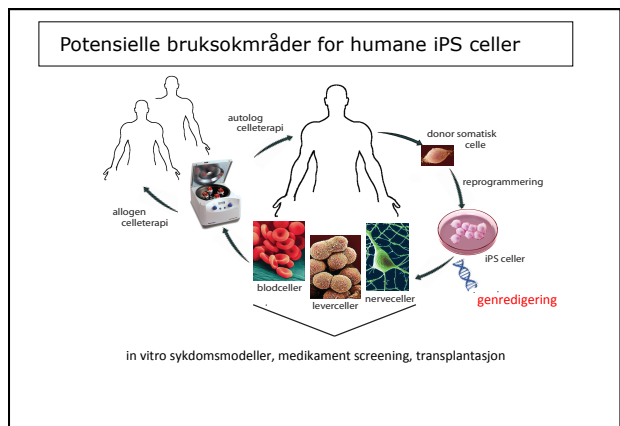 Potensielle bruksokmråder for humane iPS celler
autolog
celleterapi
donor somatisk
celle
reprogrammering
allogen
celleterapi
iPS celler
blodceller
leverceller
nerveceller
genredigering
in vitro sykdomsmodeller, medikament screening, transplantasjon